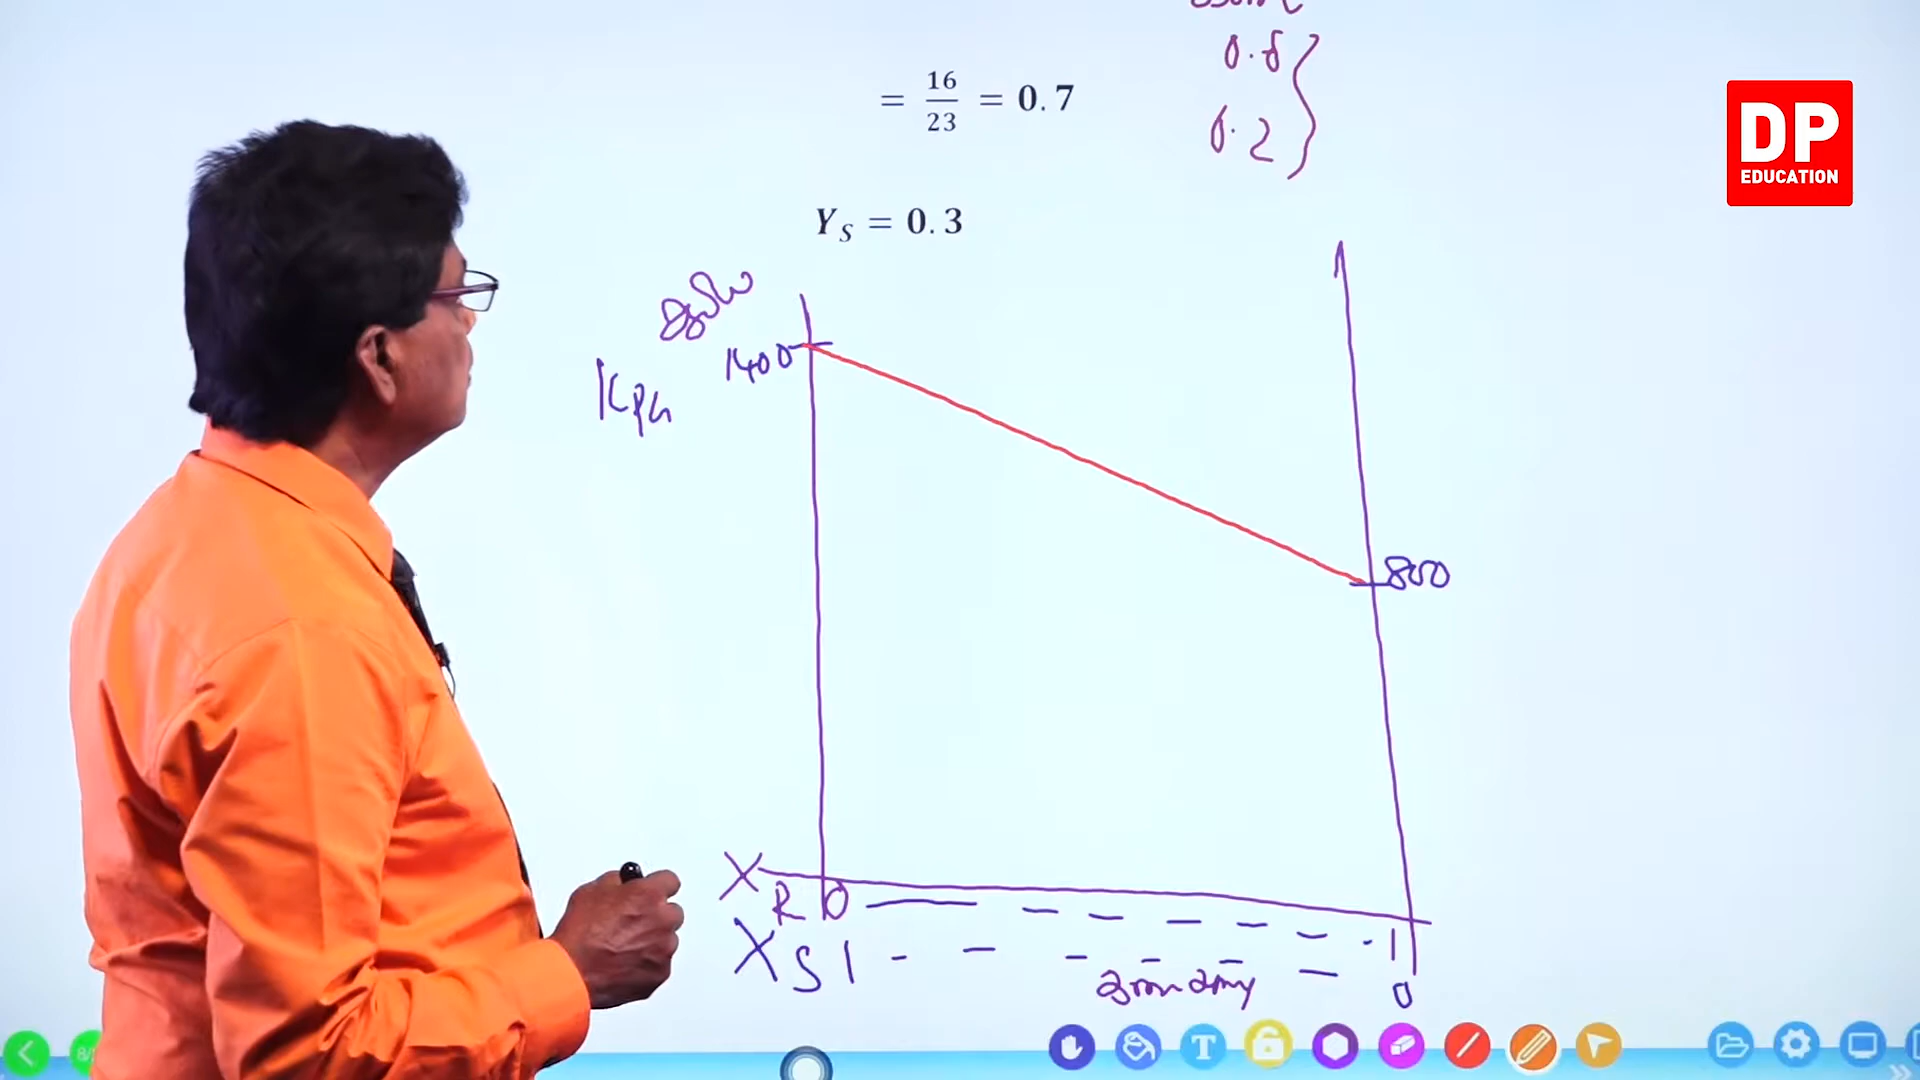 0.8
= 16/23 = 0.7
0.2
DP
EDUCATION
Y_S = 0.3
1400
KPa
800
X_R 0 1
X_S 1 0
T